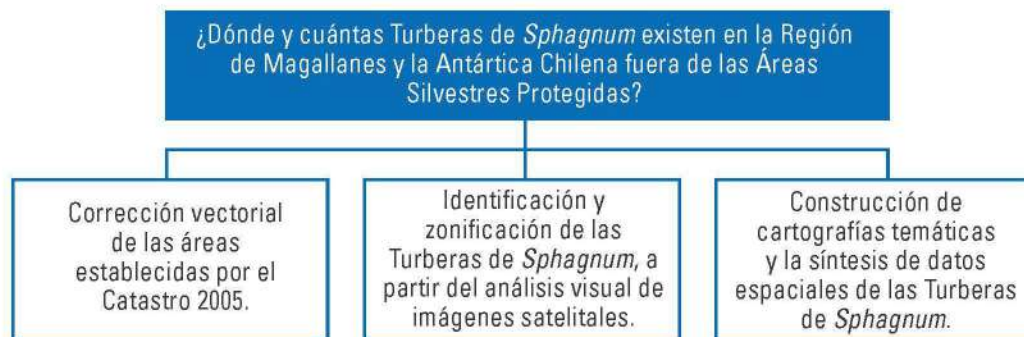 ¿Dónde y cuántas Turberas de Sphagnum existen en la Región
de Magallanes y la Antártica Chilena fuera de las Áreas
Silvestres Protegidas?
Corrección vectorial
de las áreas
establecidas por el
Catastro 2005.
Identificación y
zonificación de las
Turberas de Sphagnum, a
partir del análisis visual de
imágenes satelitales.
Construcción de
cartografías temáticas
y la síntesis de datos
espaciales de las Turberas
de Sphagnum.